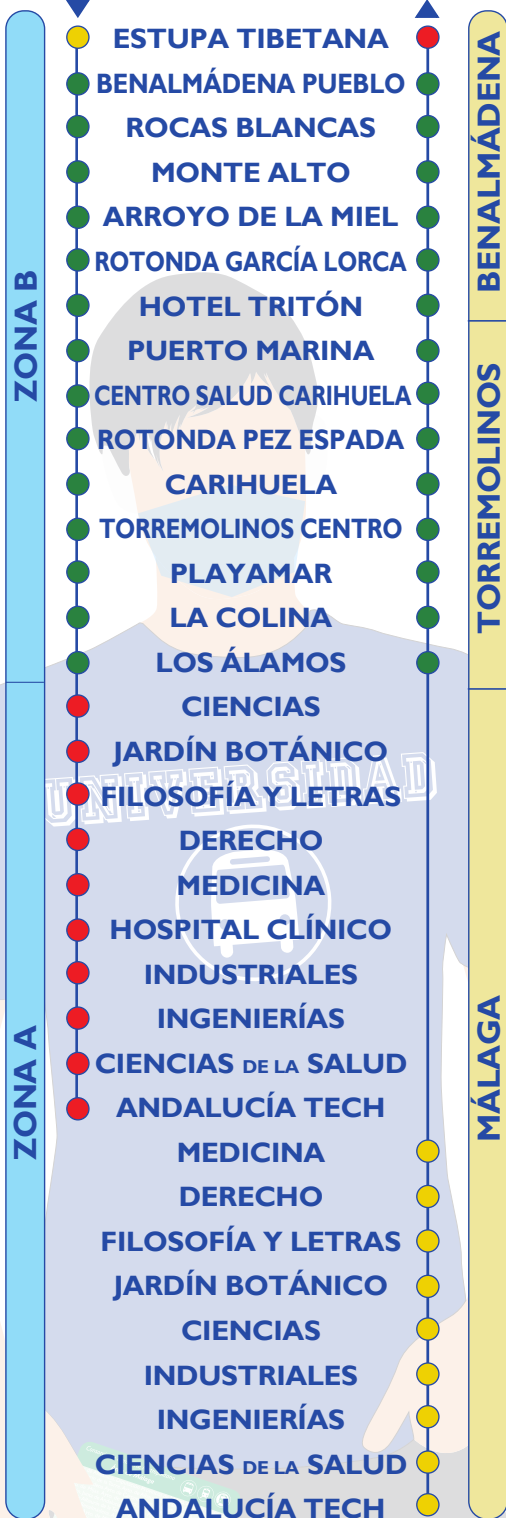 ESTUPA TIBETANA
BENALMÁDENA PUEBLO
ROCAS BLANCAS
MONTE ALTO
ARROYO DE LA MIEL
ROTONDA GARCÍA LORCA
HOTEL TRITÓN
PUERTO MARINA
CENTRO SALUD CARIHUELA
ROTONDA PEZ ESPADA
CARIHUELA
TORREMOLINOS CENTRO
PLAYAMAR
LA COLINA
LOS ÁLAMOS
CIENCIAS
JARDÍN BOTÁNICO
UNIVERSIDAD
FILOSOFÍA Y LETRAS
DERECHO
MEDICINA
HOSPITAL CLÍNICO
INDUSTRIALES
INGENIERÍAS
CIENCIAS DE LA SALUD
ANDALUCÍA TECH
MEDICINA
DERECHO
FILOSOFÍA Y LETRAS
JARDÍN BOTÁNICO
CIENCIAS
INDUSTRIALES
INGENIERÍAS
CIENCIAS DE LA SALUD
ANDALUCÍA TECH
ZONA B
ZONA A
BENALMÁDENA
TORREMOLINOS
MÁLAGA